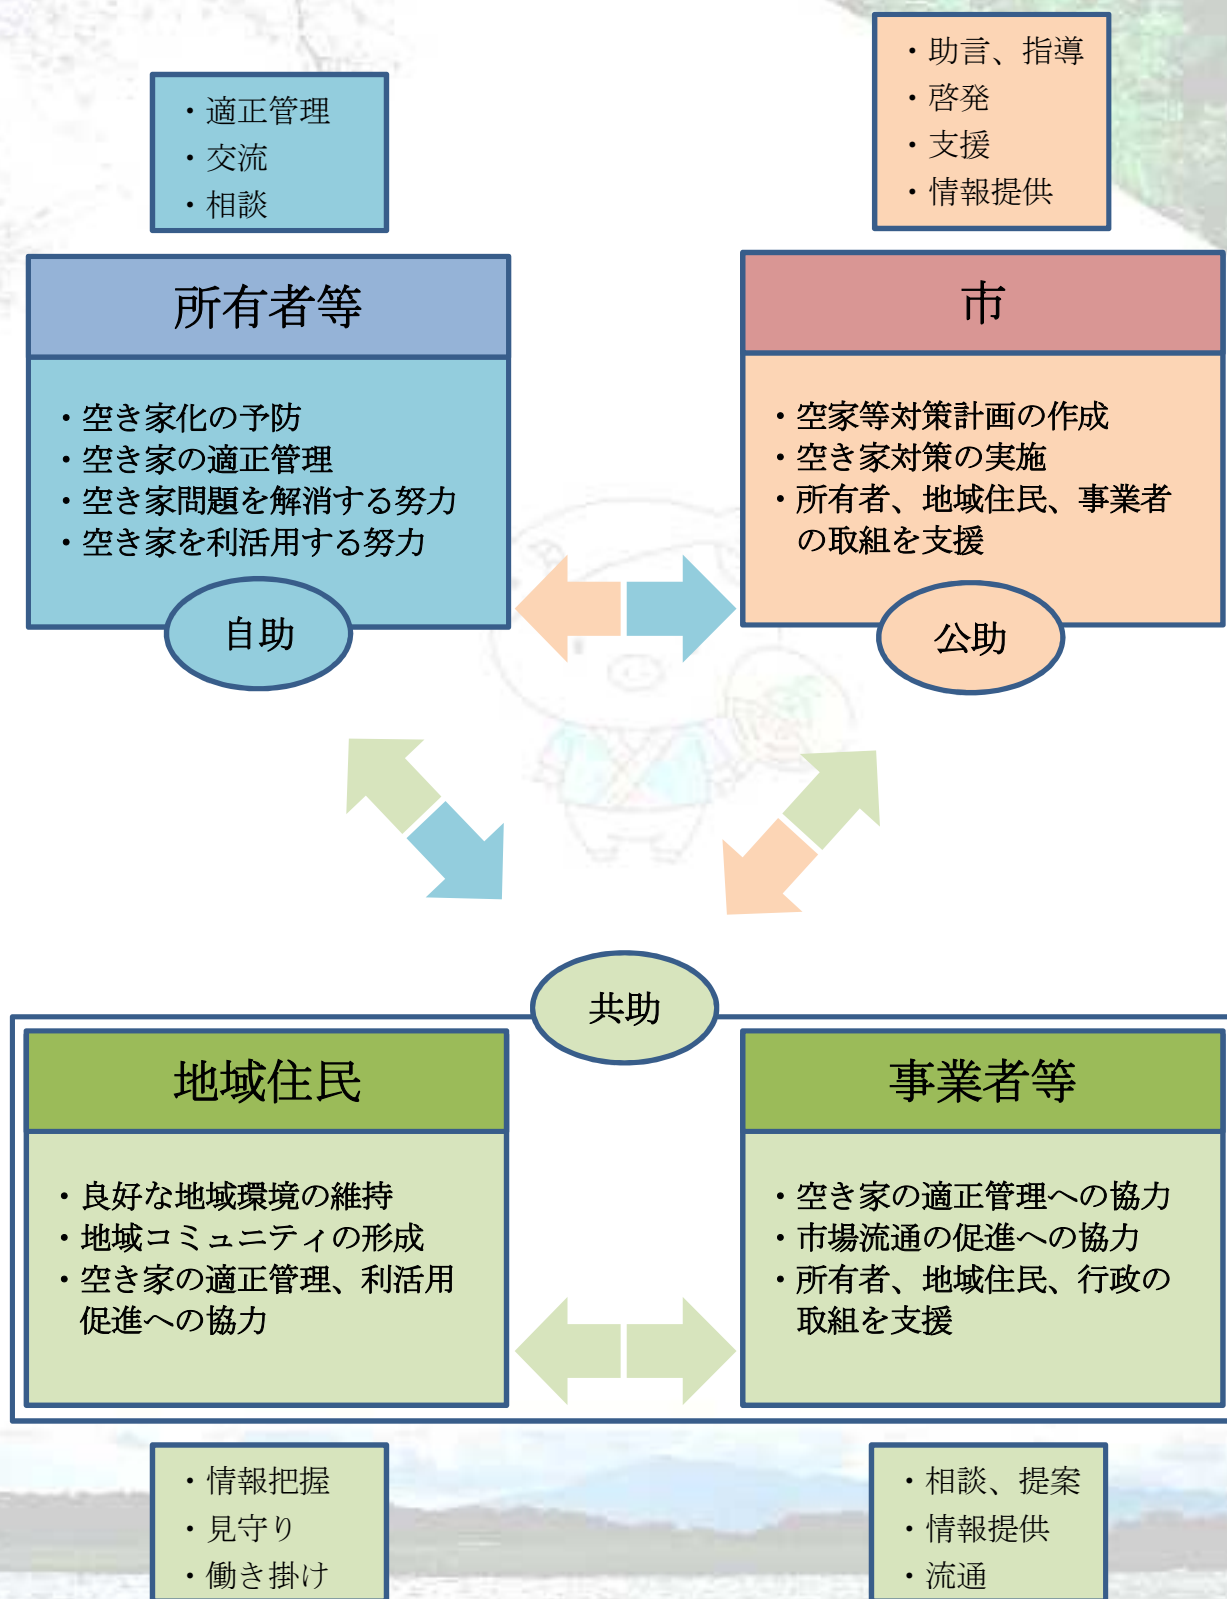 ・適正管理
・交流
・相談
・助言、指導
・啓発
・支援
・情報提供
所有者等
・空き家化の予防
・空き家の適正管理
・空き家問題を解消する努力
・空き家を利活用する努力
自助
市
・空家等対策計画の作成
・空き家対策の実施
・所有者、地域住民、事業者
の取組を支援
公助
共助
地域住民
・良好な地域環境の維持
・地域コミュニティの形成
・空き家の適正管理、利活用
促進への協力
事業者等
・空き家の適正管理への協力
・市場流通の促進への協力
・所有者、地域住民、行政の
取組を支援
・情報把握
・見守り
・働き掛け
・相談、提案
・情報提供
・流通